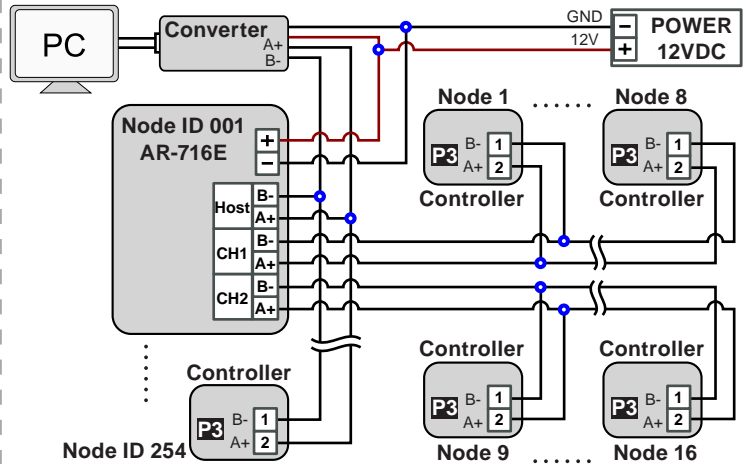 PC
Converter
A+
B-
GND
12V
− POWER
+ 12VDC
Node ID 001
AR-716E
+
−
Host B-
A+
CH1 B-
A+
CH2 B-
A+
Node 1 ...... Node 8
P3 B- 1
A+ 2
Controller
P3 B- 1
A+ 2
Controller
Controller
P3 B- 1
A+ 2
Node 9 ...... Node 16
Controller
P3 B- 1
A+ 2
Controller
P3 B- 1
A+ 2
Node ID 254